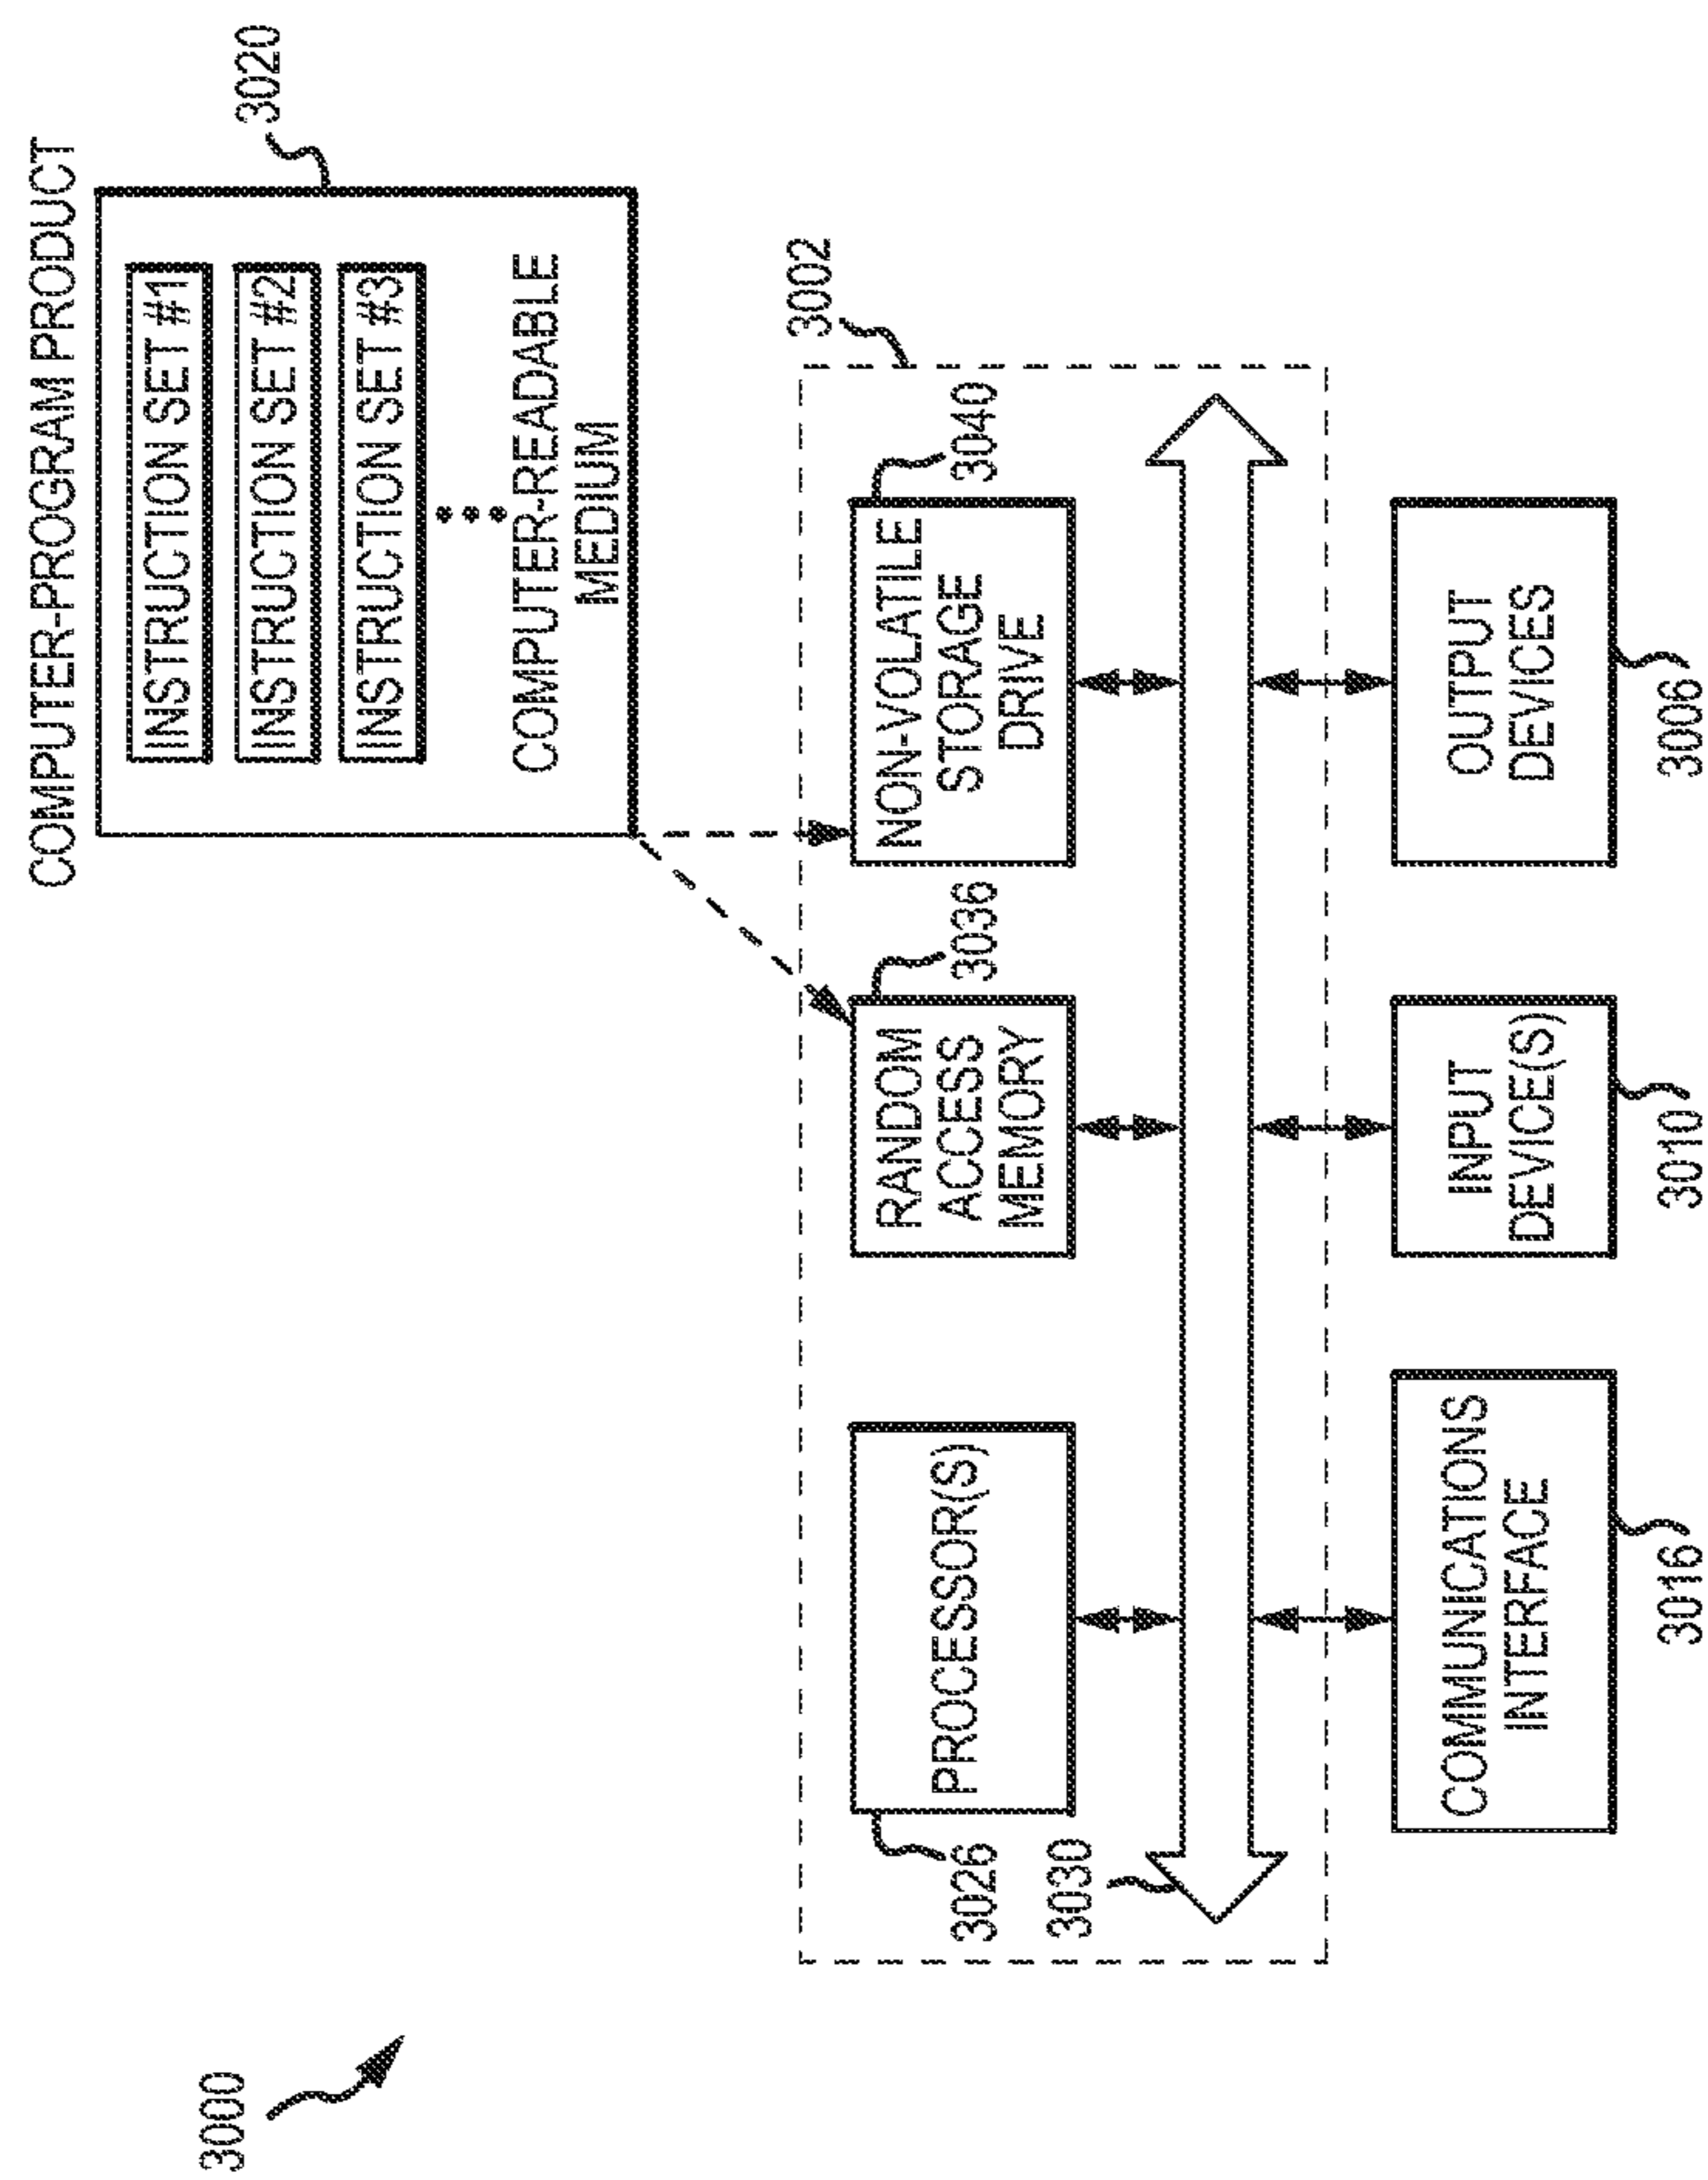 3000
COMPUTER-PROGRAM PRODUCT
INSTRUCTION SET #1
INSTRUCTION SET #2
INSTRUCTION SET #3
COMPUTER-READABLE
MEDIUM
3020
3002
PROCESSOR(S)
3026
RANDOM
ACCESS
MEMORY
3036
NON-VOLATILE
STORAGE
DRIVE
3040
3030
COMMUNICATIONS
INTERFACE
3016
INPUT
DEVICE(S)
3010
OUTPUT
DEVICES
3006